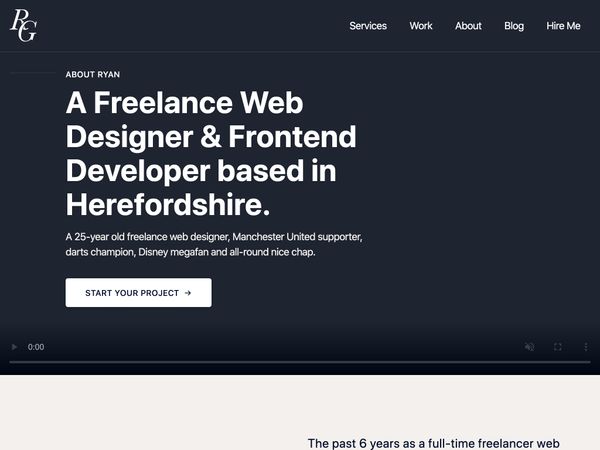 RG
Services Work About Blog Hire Me
ABOUT RYAN
A Freelance Web
Designer & Frontend
Developer based in
Herefordshire.
A 25-year old freelance web designer, Manchester United supporter,
darts champion, Disney megafan and all-round nice chap.
START YOUR PROJECT →
0:00
The past 6 years as a full-time freelancer web